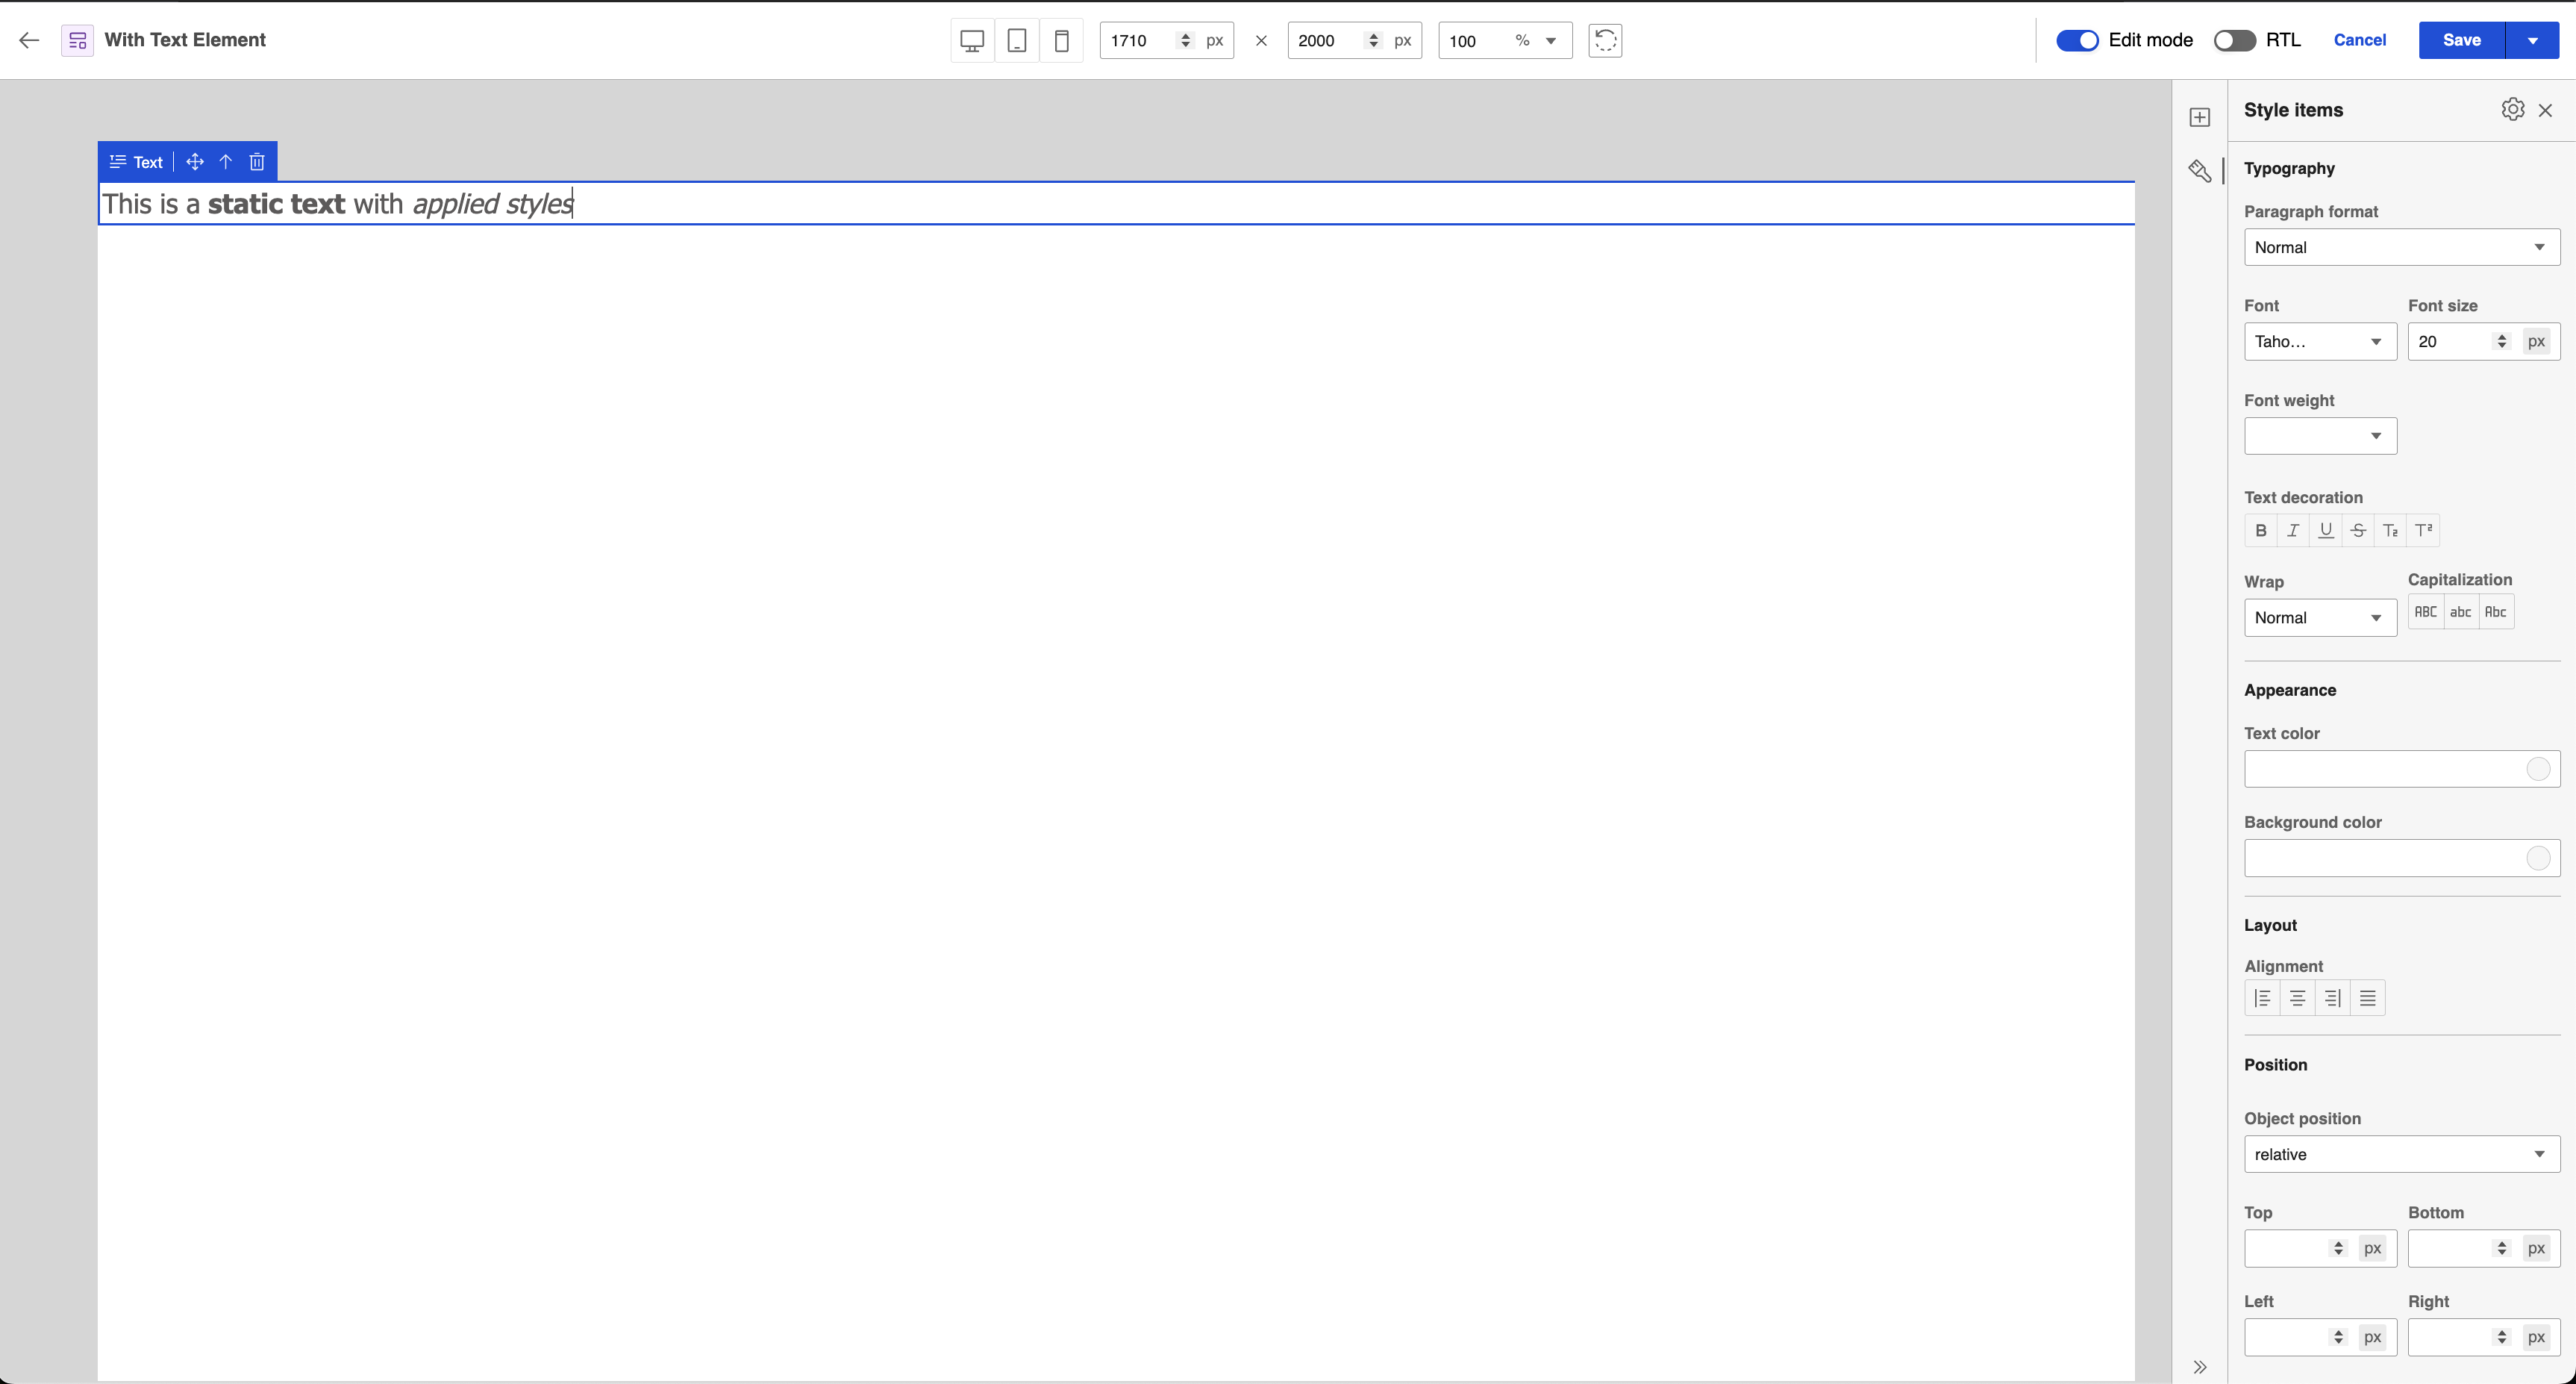 With Text Element
1710 px × 2000 px 100 %
Edit mode RTL Cancel Save
Text
This is a static text with applied styles
Style items
Typography
Paragraph format
Normal
Font Font size
Taho... 20 px
Font weight
Text decoration
B I U S T₂ T²
Wrap Capitalization
Normal ABC abc Abc
Appearance
Text color
Background color
Layout
Alignment
Position
Object position
relative
Top Bottom
px px
Left Right
px px